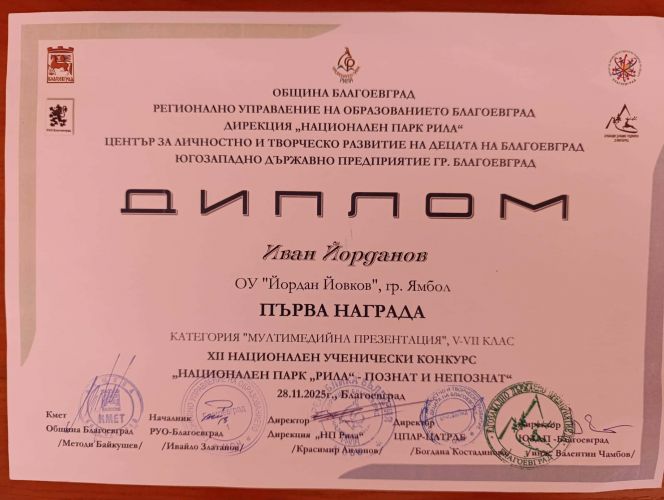 ОБЩИНА БЛАГОЕВГРАД
РЕГИОНАЛНО УПРАВЛЕНИЕ НА ОБРАЗОВАНИЕТО БЛАГОЕВГРАД
ДИРЕКЦИЯ „НАЦИОНАЛЕН ПАРК РИЛА“
ЦЕНТЪР ЗА ЛИЧНОСТНО И ТВОРЧЕСКО РАЗВИТИЕ НА ДЕЦАТА НА БЛАГОЕВГРАД
ЮГОЗАПАДНО ДЪРЖАВНО ПРЕДПРИЯТИЕ ГР. БЛАГОЕВГРАД
ДИПЛОМ
Иван Йорданов
ОУ "Йордан Йовков", гр. Ямбол
ПЪРВА НАГРАДА
КАТЕГОРИЯ "МУЛТИМЕДИЙНА ПРЕЗЕНТАЦИЯ", V-VII КЛАС
XII НАЦИОНАЛЕН УЧЕНИЧЕСКИ КОНКУРС
„НАЦИОНАЛЕН ПАРК „РИЛА“ - ПОЗНАТ И НЕПОЗНАТ“
28.11.2025г., Благоевград
Кмет Началник Директор Директор Директор
Община Благоевград РУО-Благоевград Дирекция „НП Рила“ ЦПЛР-ЦЛТРДБ ЮЗДП-Благоевград
/Методи Байкушев/ /Ивайло Златанов/ /Красимир Андонов/ /Богдана Костадинова/ /инж. Валентин Чамбов/